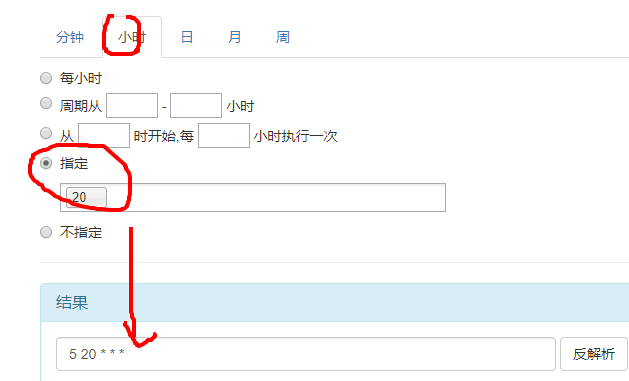 分钟 小时 日 月 周
每小时
周期从 - 小时
从 时开始,每 小时执行一次
指定
20
不指定
结果
5 20 * * * 反解析